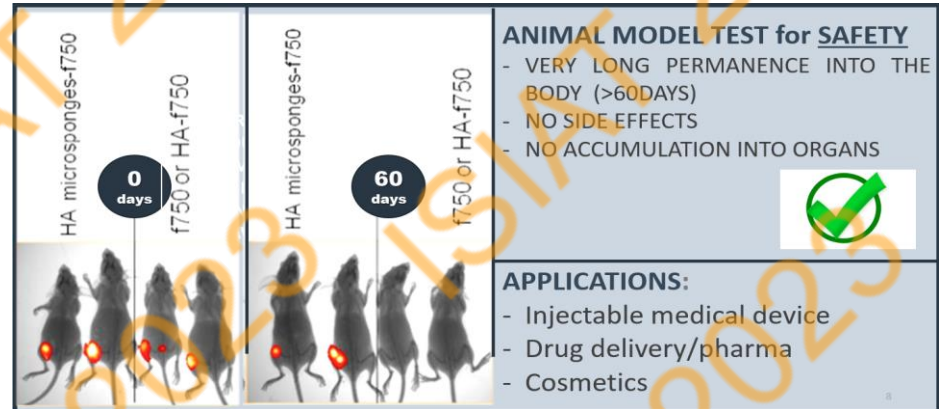 HA microsponges-f750
0
days
f750 or HA-f750
HA microsponges-f750
60
days
f750 or HA-f750
ANIMAL MODEL TEST for SAFETY
- VERY LONG PERMANENCE INTO THE
BODY (>60DAYS)
- NO SIDE EFFECTS
- NO ACCUMULATION INTO ORGANS
APPLICATIONS:
- Injectable medical device
- Drug delivery/pharma
- Cosmetics
8
ISIAT 2023